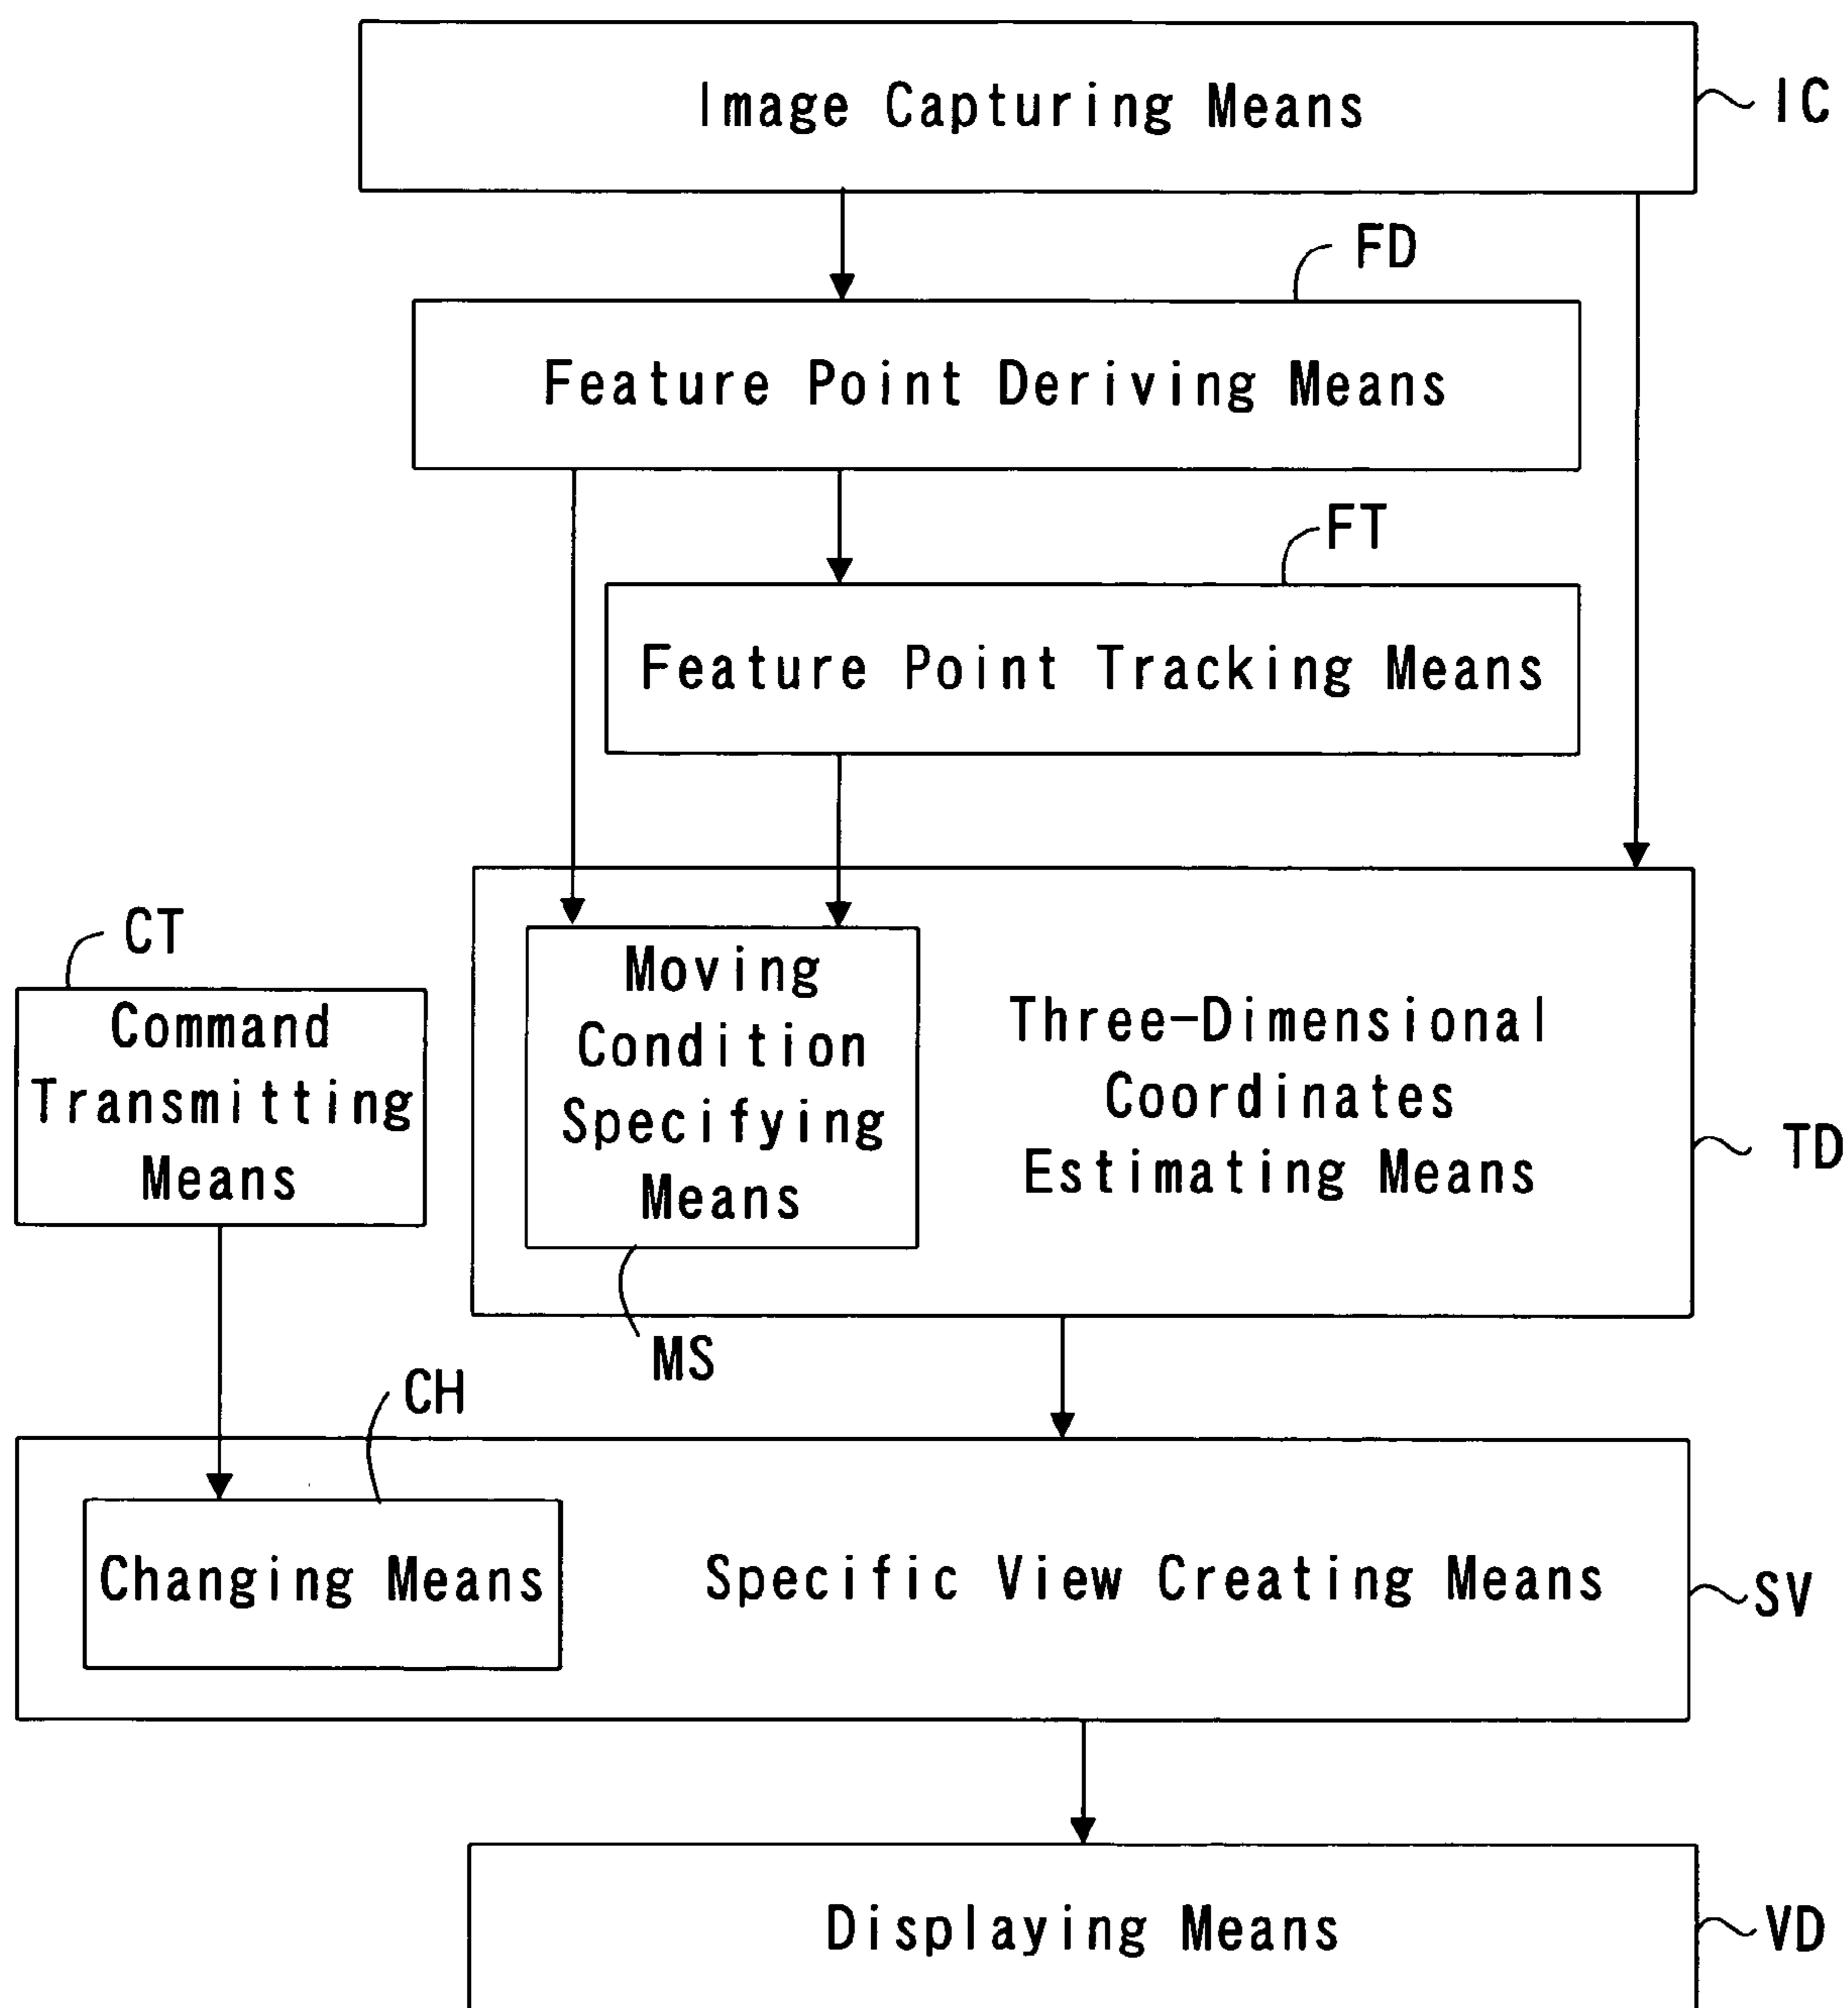 Image Capturing Means
IC
FD
Feature Point Deriving Means
FT
Feature Point Tracking Means
CT
Command
Transmitting
Means
Moving
Condition
Specifying
Means
Three-Dimensional
Coordinates
Estimating Means
TD
MS
CH
Changing Means
Specific View Creating Means
SV
Displaying Means
VD